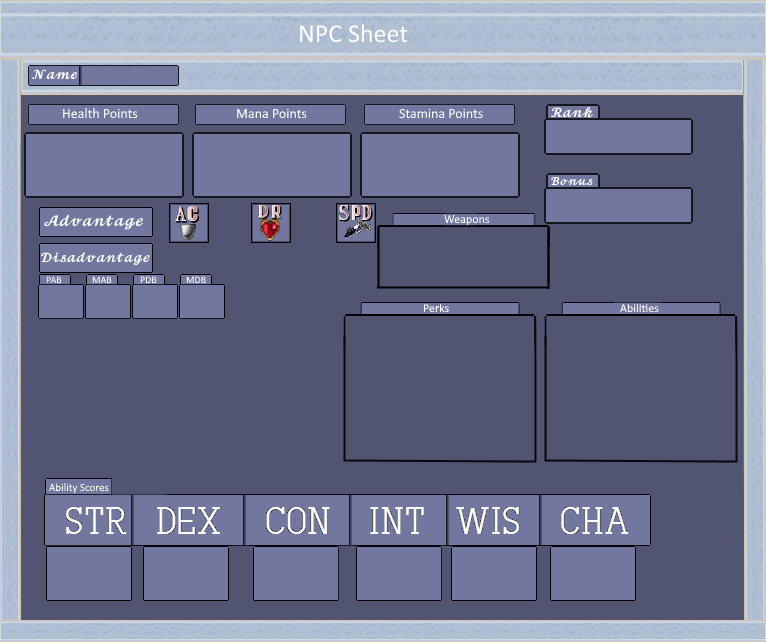 NPC Sheet
Name
Health Points
Mana Points
Stamina Points
Rank
Bonus
Advantage
AC
DR
SPD
Weapons
Disadvantage
PAB
MAB
PDB
MDB
Perks
Abilities
Ability Scores
STR
DEX
CON
INT
WIS
CHA